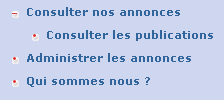 Consulter nos annonces
Consulter les publications
Administrer les annonces
Qui sommes nous ?